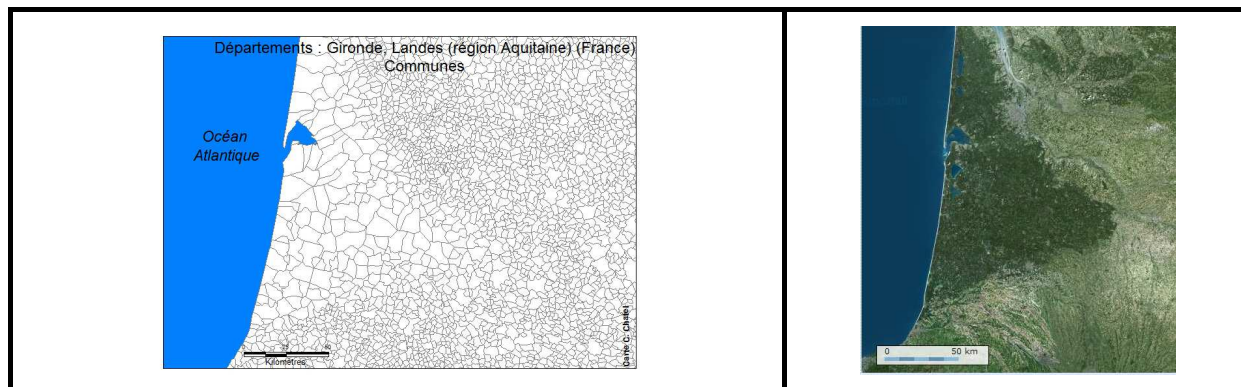 Départements : Gironde, Landes (région Aquitaine) (France)
Communes
Océan
Atlantique
Kilomètres
Carte C. Chatel
0 50 km